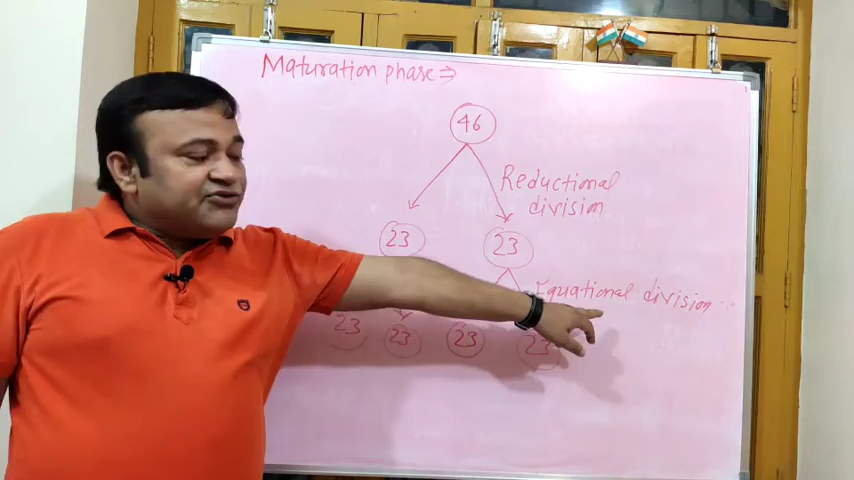 Maturation phase ⇒
46
Reductional
division
23 23
Equational division
23 23 23 23